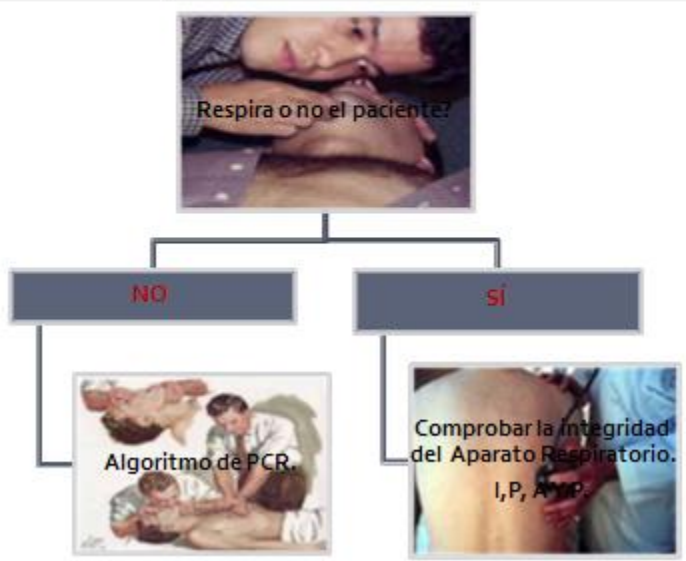 Respira o no el paciente?
NO
SÍ
Algoritmo de PCR.
Comprobar la integridad
del Aparato Respiratorio.
I,P, A Y P.